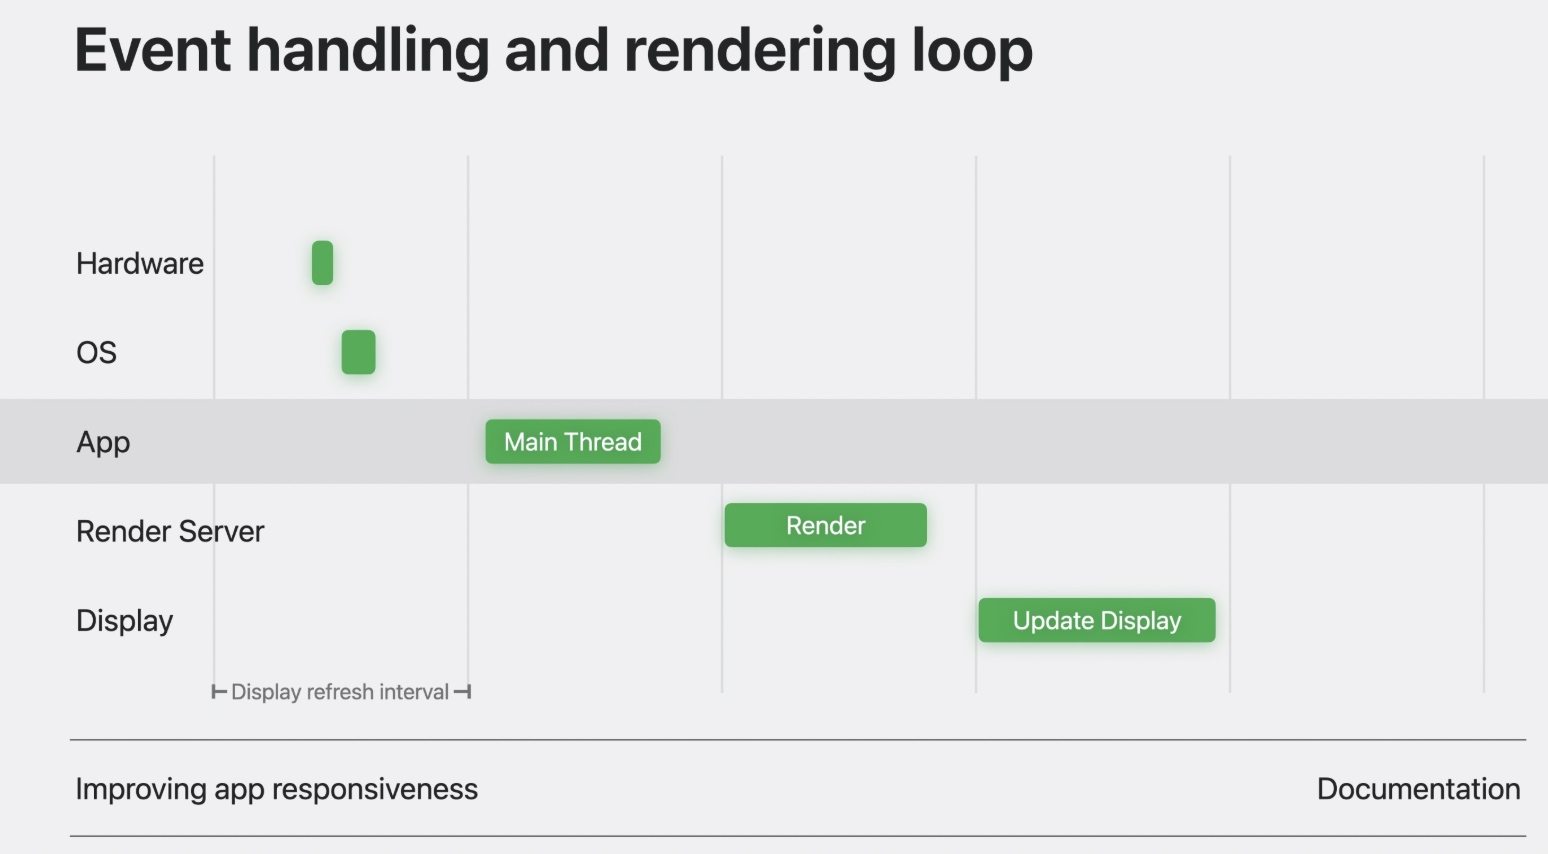 Event handling and rendering loop
Hardware
OS
App
Main Thread
Render Server
Render
Display
Update Display
Display refresh interval
Improving app responsiveness
Documentation